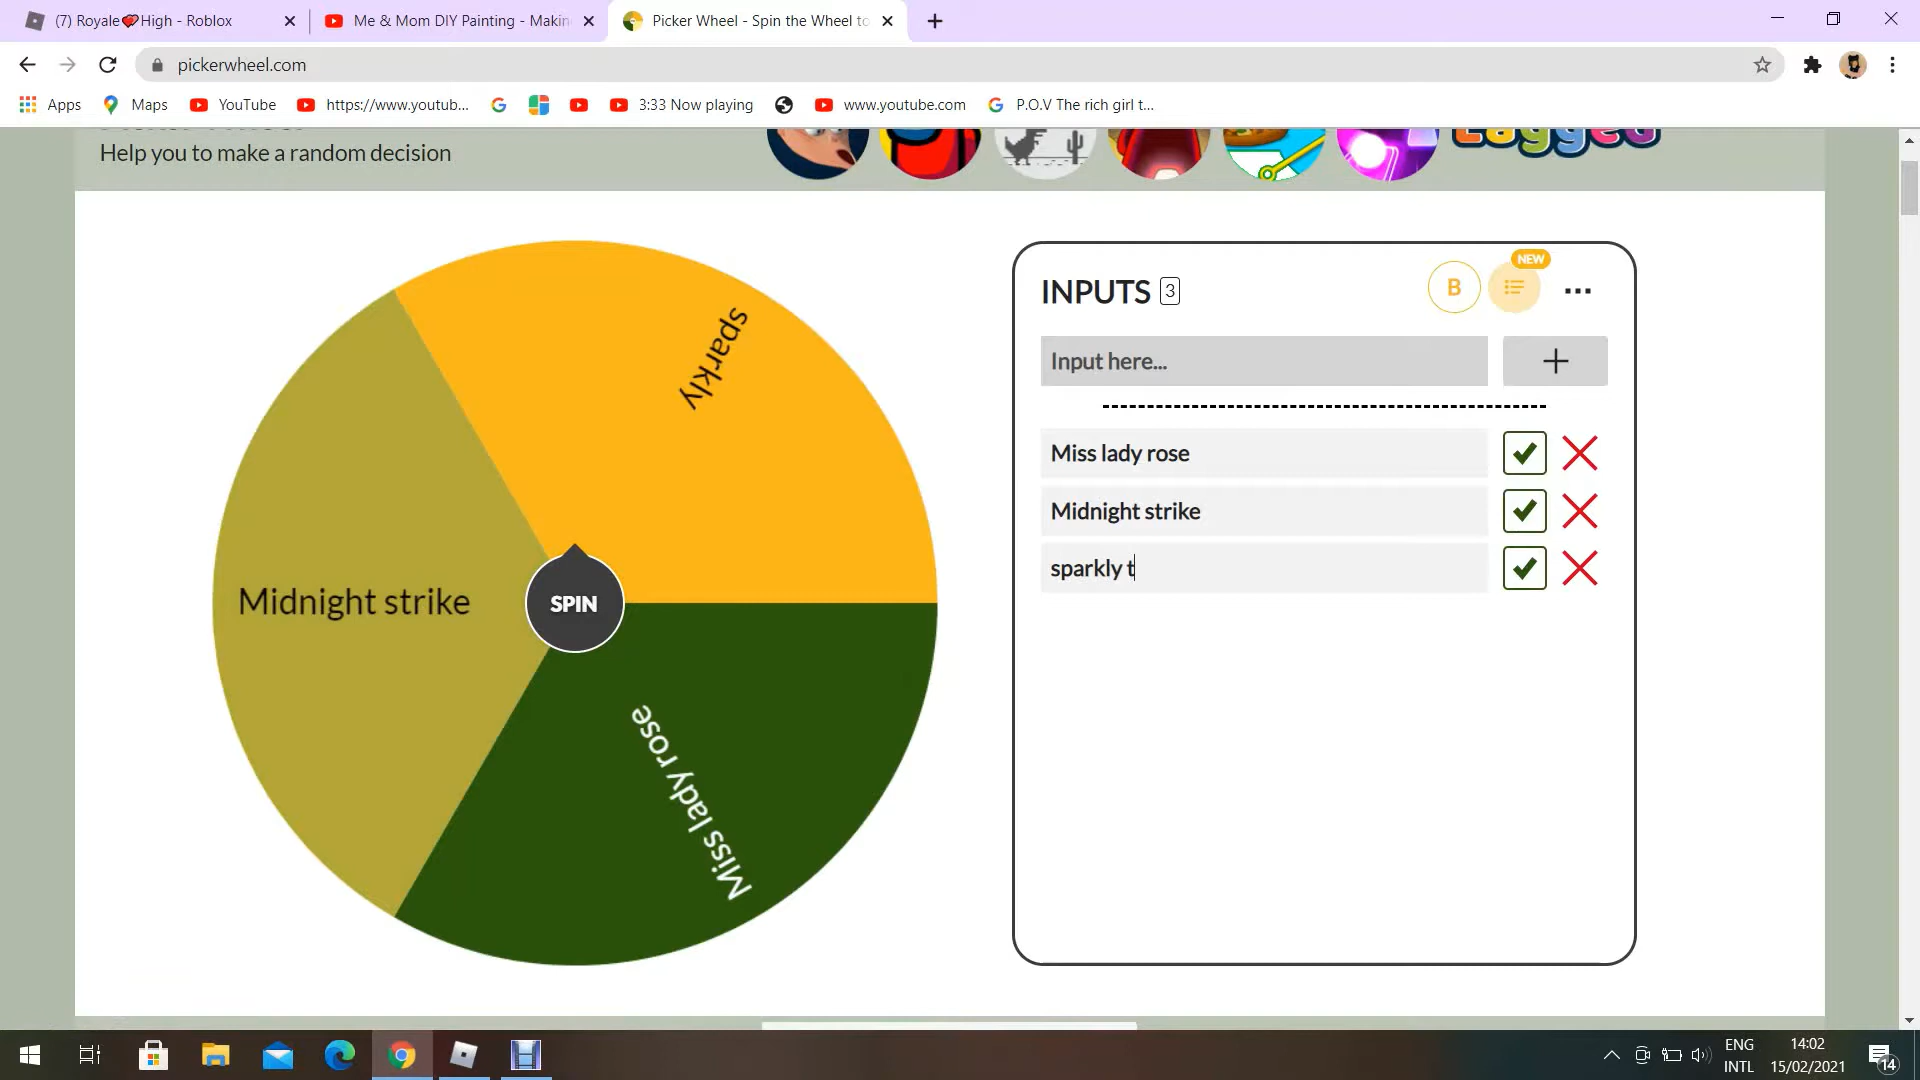 (7) Royale High - Roblox
Me & Mom DIY Painting - Makin
Picker Wheel - Spin the Wheel to
pickerwheel.com
Apps
Maps
YouTube
https://www.youtub...
3:33 Now playing
www.youtube.com
P.O.V The rich girl t...
Help you to make a random decision
Lagged
sparkly
Midnight strike
SPIN
Miss lady rose
INPUTS 3
B
NEW
...
Input here...
+
Miss lady rose
Midnight strike
sparkly t
ENG
INTL
14:02
15/02/2021
14